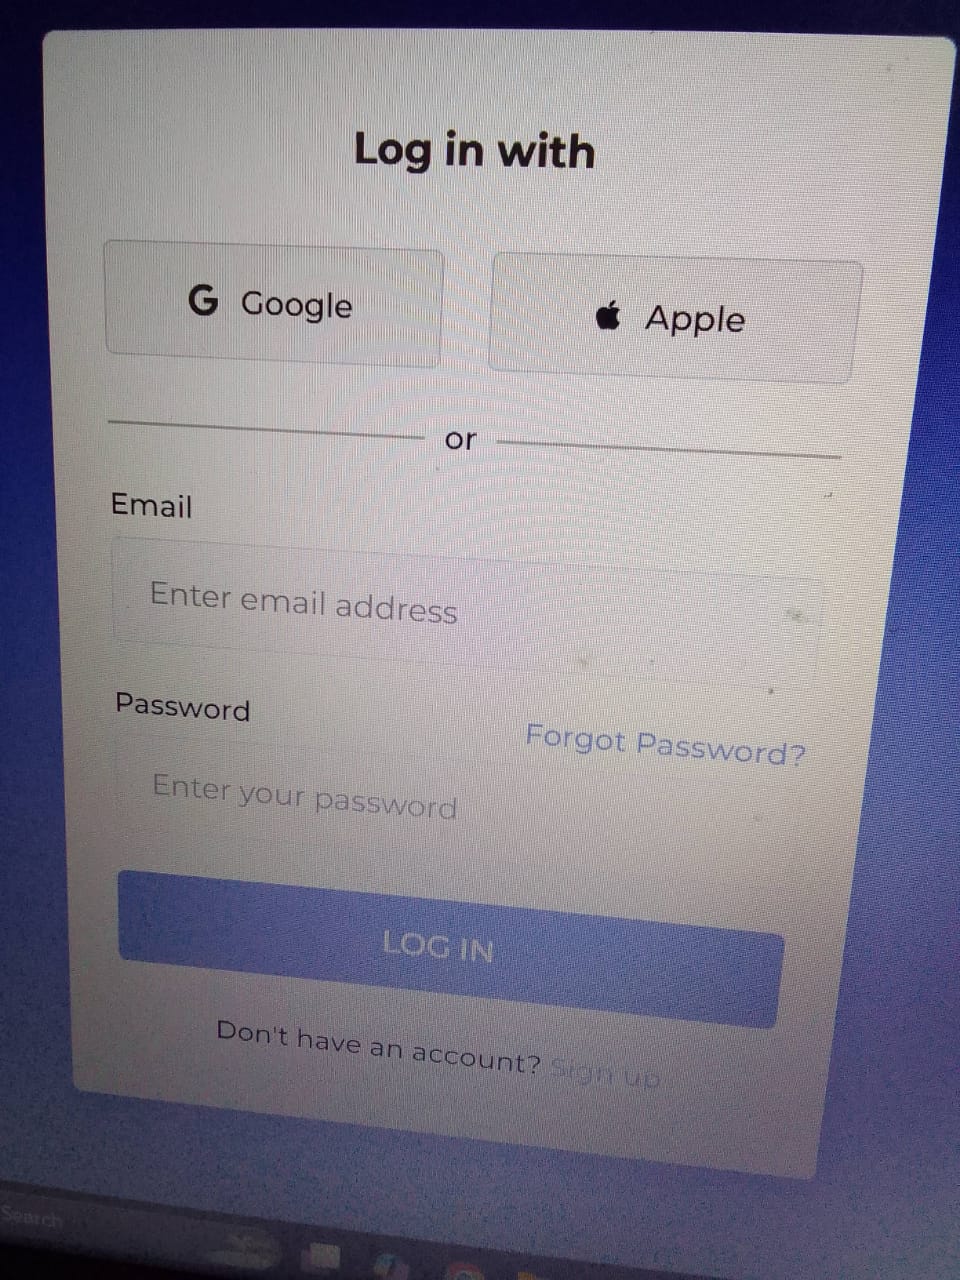 Log in with
G Google
Apple
or
Email
Enter email address
Password
Forgot Password?
Enter your password
LOG IN
Don't have an account? Sign up
Search